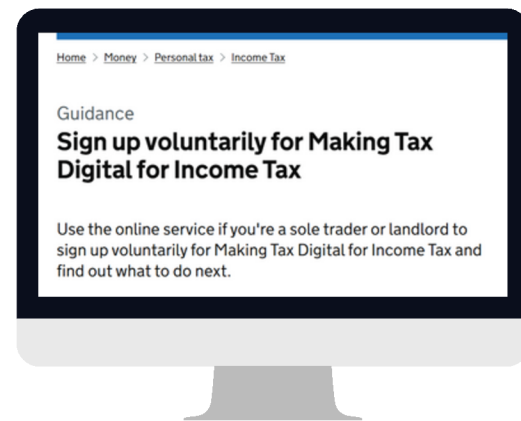 Home > Money > Personal tax > Income Tax
Guidance
Sign up voluntarily for Making Tax
Digital for Income Tax
Use the online service if you're a sole trader or landlord to
sign up voluntarily for Making Tax Digital for Income Tax and
find out what to do next.